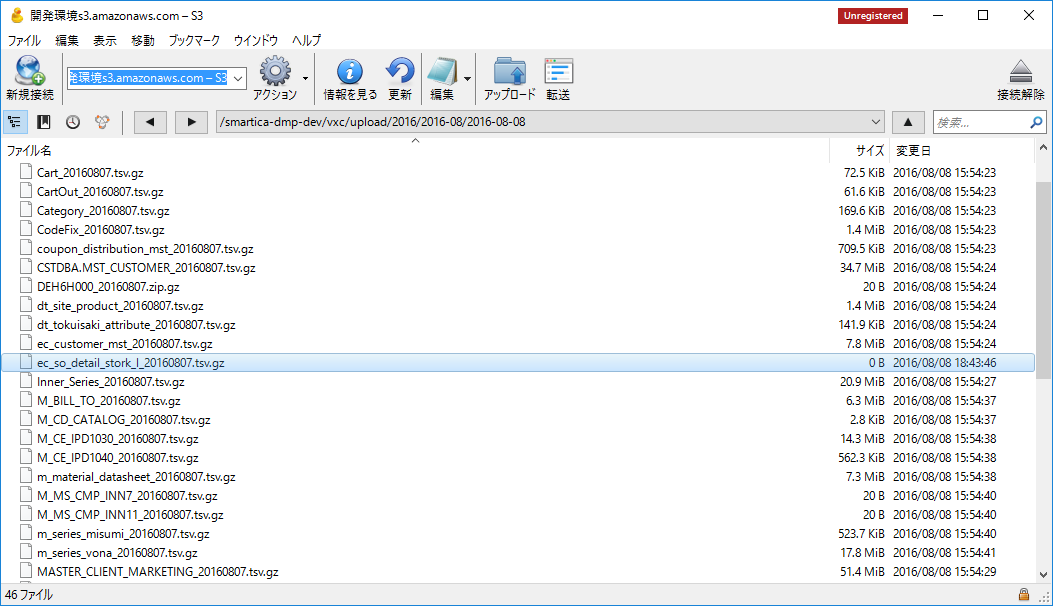 開発環境s3.amazonaws.com – S3 Unregistered
ファイル 編集 表示 移動 ブックマーク ウインドウ ヘルプ
発環境s3.amazonaws.com – S3
新規接続 アクション 情報を見る 更新 編集 アップロード 転送 接続解除
/smartica-dmp-dev/vxc/upload/2016/2016-08/2016-08-08 検索...
ファイル名 サイズ 変更日
Cart_20160807.tsv.gz 72.5 KiB 2016/08/08 15:54:23
CartOut_20160807.tsv.gz 61.6 KiB 2016/08/08 15:54:23
Category_20160807.tsv.gz 169.6 KiB 2016/08/08 15:54:23
CodeFix_20160807.tsv.gz 1.4 MiB 2016/08/08 15:54:23
coupon_distribution_mst_20160807.tsv.gz 709.5 KiB 2016/08/08 15:54:23
CSTDBA.MST_CUSTOMER_20160807.tsv.gz 34.7 MiB 2016/08/08 15:54:24
DEH6H000_20160807.zip.gz 20 B 2016/08/08 15:54:24
dt_site_product_20160807.tsv.gz 1.4 MiB 2016/08/08 15:54:24
dt_tokuisaki_attribute_20160807.tsv.gz 141.9 KiB 2016/08/08 15:54:24
ec_customer_mst_20160807.tsv.gz 7.8 MiB 2016/08/08 15:54:24
ec_so_detail_stork_l_20160807.tsv.gz 0 B 2016/08/08 18:43:46
Inner_Series_20160807.tsv.gz 20.9 MiB 2016/08/08 15:54:27
M_BILL_TO_20160807.tsv.gz 6.3 MiB 2016/08/08 15:54:37
M_CD_CATALOG_20160807.tsv.gz 2.8 KiB 2016/08/08 15:54:37
M_CE_IPD1030_20160807.tsv.gz 14.3 MiB 2016/08/08 15:54:38
M_CE_IPD1040_20160807.tsv.gz 562.3 KiB 2016/08/08 15:54:38
m_material_datasheet_20160807.tsv.gz 7.3 MiB 2016/08/08 15:54:38
M_MS_CMP_INN7_20160807.tsv.gz 20 B 2016/08/08 15:54:40
M_MS_CMP_INN11_20160807.tsv.gz 20 B 2016/08/08 15:54:40
m_series_misumi_20160807.tsv.gz 523.7 KiB 2016/08/08 15:54:40
m_series_vona_20160807.tsv.gz 17.8 MiB 2016/08/08 15:54:41
MASTER_CLIENT_MARKETING_20160807.tsv.gz 51.4 MiB 2016/08/08 15:54:29
46 ファイル